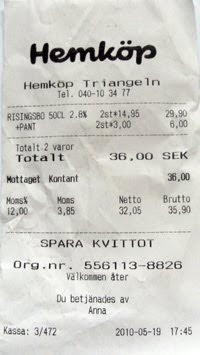 Hemköp
Hemköp Triangeln
Tel. 040-10 34 77
RISINGSBO 50CL 2.8% 2st*14,95 29,90
+PANT 2st*3,00 6,00
Totalt 2 varor
Totalt 36,00 SEK
Mottaget Kontant 36,00
Moms% Moms Netto Brutto
12,00 3,85 32,05 35,90
SPARA KVITTOT
Org.nr. 556113-8826
Välkommen åter
Du betjänades av
Anna
Kassa: 3/472 2010-05-19 17:45